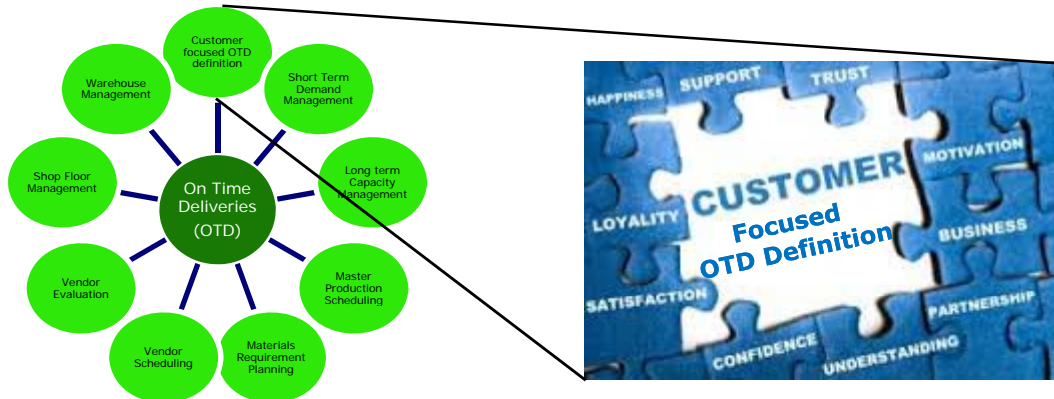 Customer
focused OTD
definition
Short Term
Demand
Management
Long term
Capacity
Management
Master
Production
Scheduling
Materials
Requirement
Planning
Vendor
Scheduling
Vendor
Evaluation
Shop Floor
Management
Warehouse
Management
On Time
Deliveries
(OTD)
HAPPINESS
SUPPORT
TRUST
MOTIVATION
LOYALITY
CUSTOMER
Focused
OTD Definition
BUSINESS
SATISFACTION
PARTNERSHIP
CONFIDENCE
UNDERSTANDING